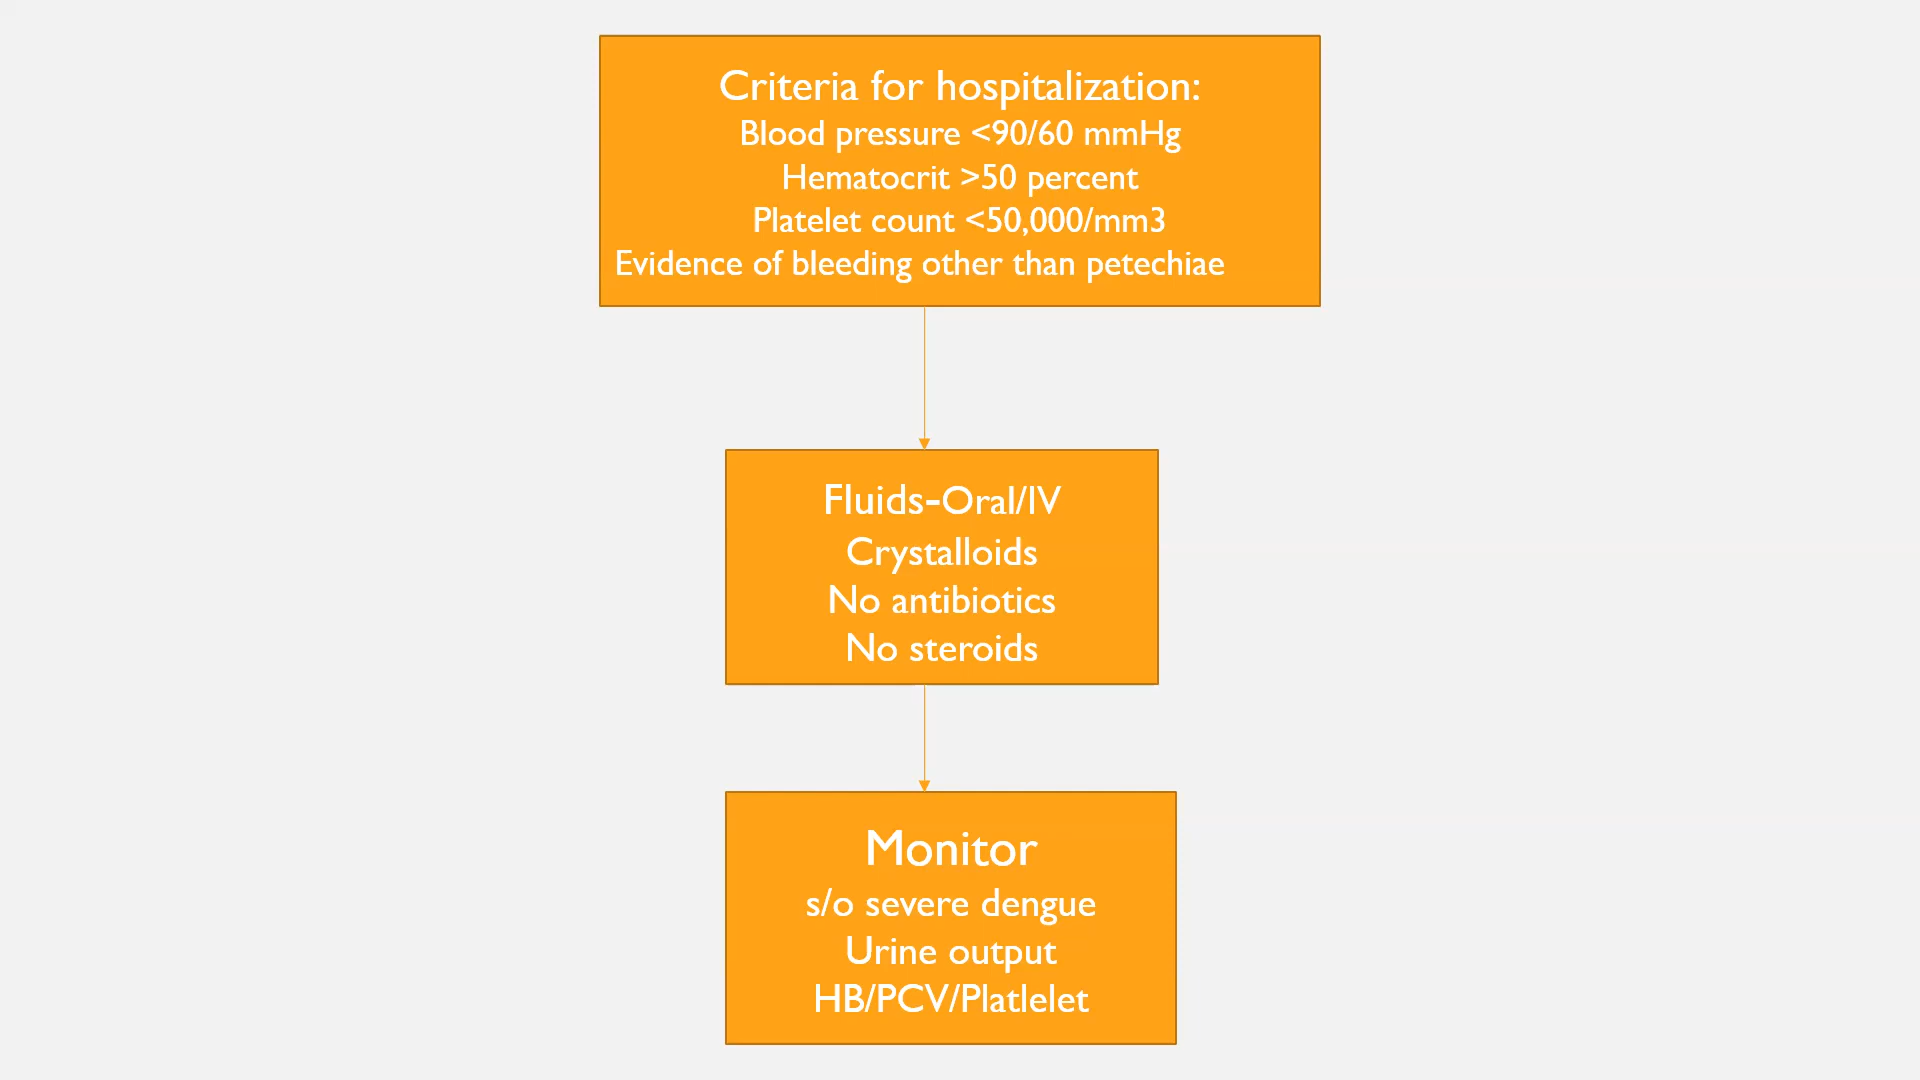 Criteria for hospitalization:
Blood pressure <90/60 mmHg
Hematocrit >50 percent
Platelet count <50,000/mm3
Evidence of bleeding other than petechiae
Fluids-Oral/IV
Crystalloids
No antibiotics
No steroids
Monitor
s/o severe dengue
Urine output
HB/PCV/Platlelet